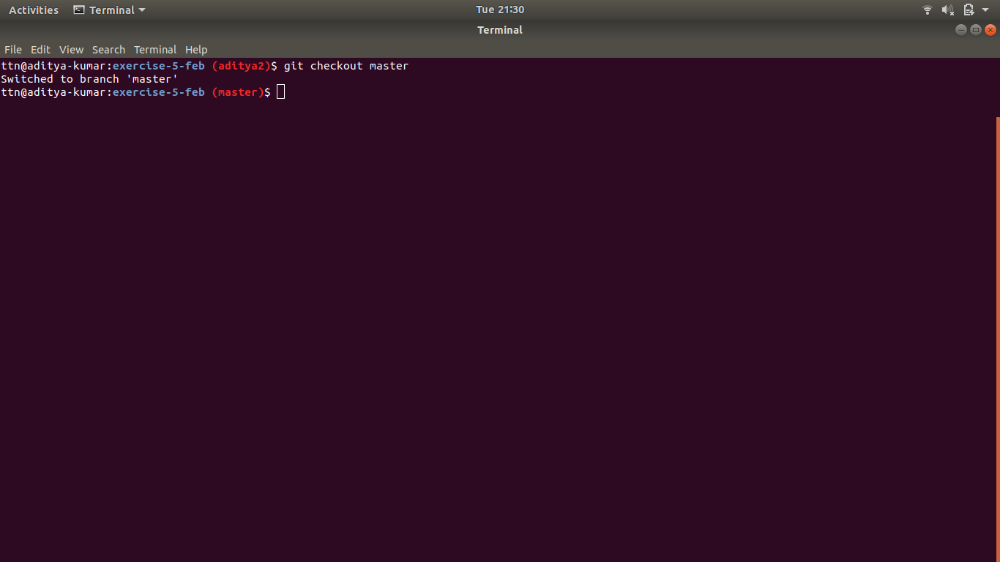 Activities Terminal Tue 21:30
Terminal
File Edit View Search Terminal Help
ttn@aditya-kumar:exercise-5-feb (aditya2)$ git checkout master
Switched to branch 'master'
ttn@aditya-kumar:exercise-5-feb (master)$